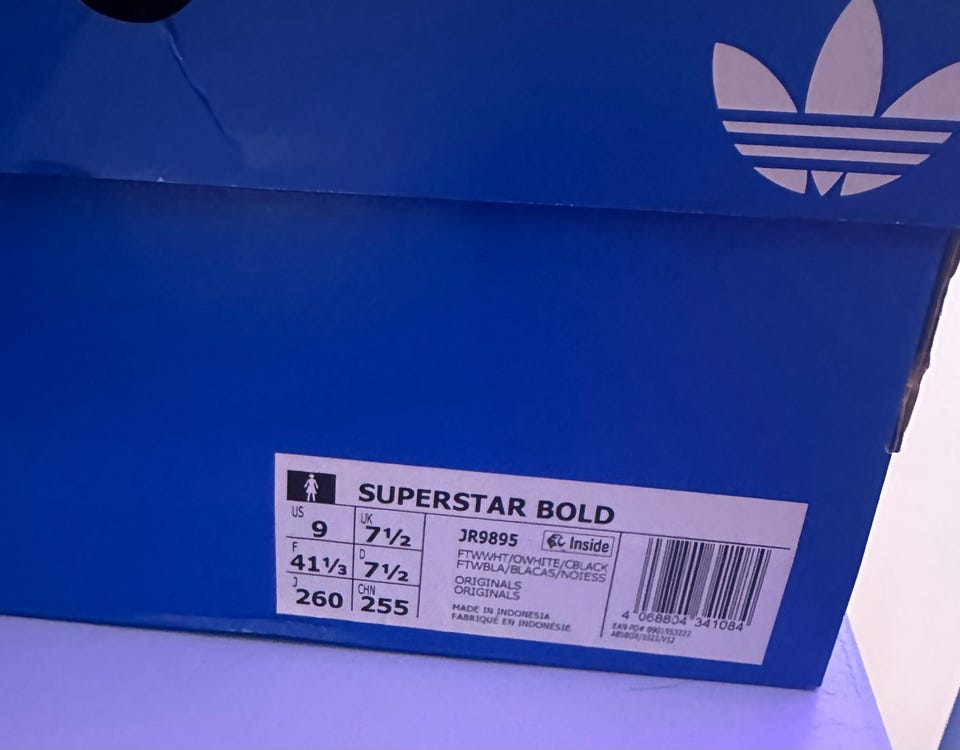 SUPERSTAR BOLD
US 9 UK 7½
F 41⅓ D 7½
J 260 CHN 255
JR9895 Inside
FTWWHT/OWHITE/CBLACK
FTWBLA/BLACAS/NOIESS
ORIGINALS
ORIGINALS
MADE IN INDONESIA
FABRIQUÉ EN INDONÉSIE
4 068804 341084